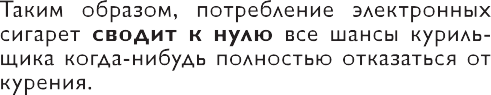 Таким образом, потребление электронных
сигарет сводит к нулю все шансы куриль-
щика когда-нибудь полностью отказаться от
курения.